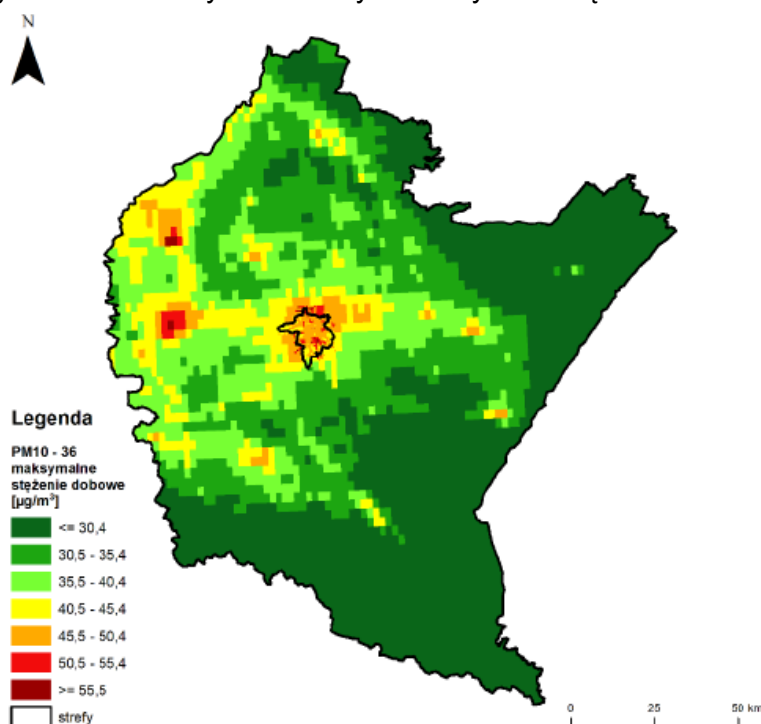 N
Legenda
PM10 - 36
maksymalne
stężenie dobowe
[µg/m³]
<= 30,4
30,5 - 35,4
35,5 - 40,4
40,5 - 45,4
45,5 - 50,4
50,5 - 55,4
>= 55,5
strefy
0 25 50 km